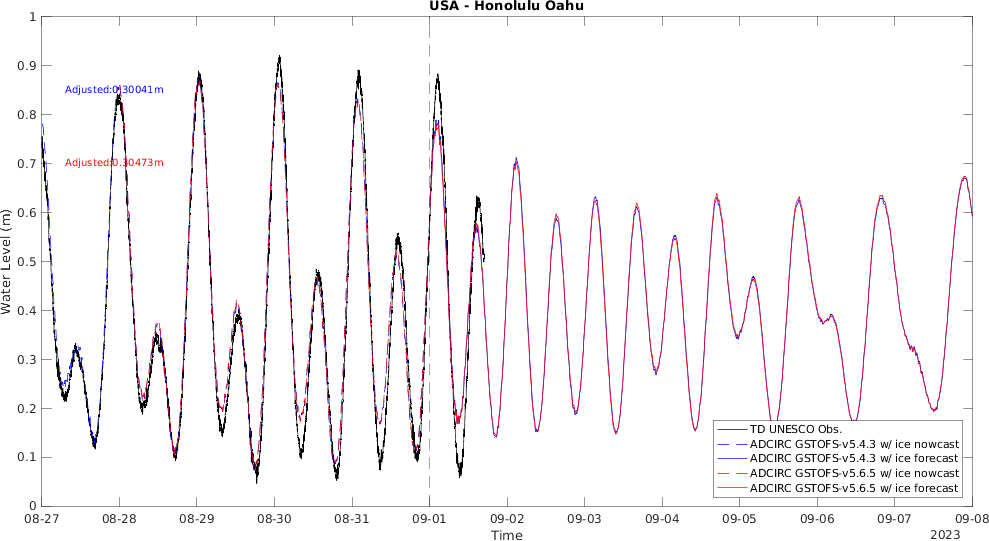 USA - Honolulu Oahu
1
0.9
0.8
0.7
0.6
0.5
0.4
0.3
0.2
0.1
0
Water Level (m)
Adjusted:0.30041m
Adjusted:0.30473m
TD UNESCO Obs.
ADCIRC GSTOFS-v5.4.3 w/ ice nowcast
ADCIRC GSTOFS-v5.4.3 w/ ice forecast
ADCIRC GSTOFS-v5.6.5 w/ ice nowcast
ADCIRC GSTOFS-v5.6.5 w/ ice forecast
08-27 08-28 08-29 08-30 08-31 09-01 09-02 09-03 09-04 09-05 09-06 09-07 09-08
Time
2023